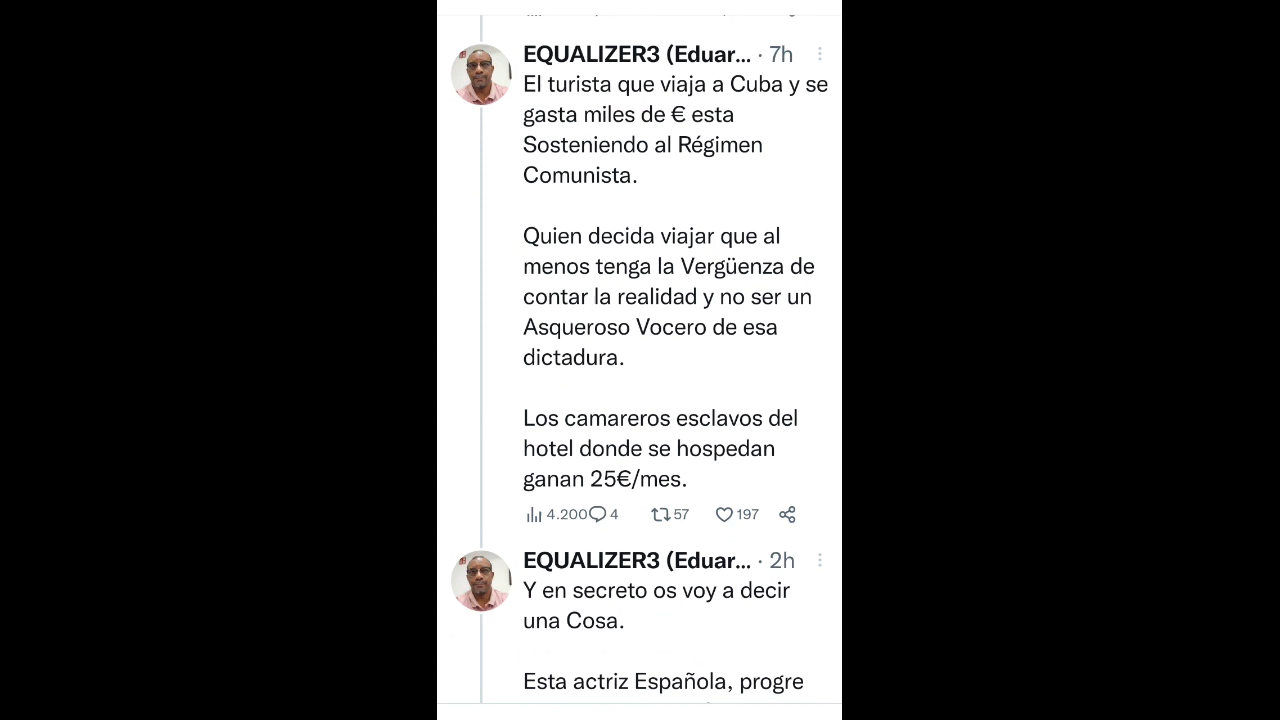 EQUALIZER3 (Eduar... · 7h
El turista que viaja a Cuba y se
gasta miles de € esta
Sosteniendo al Régimen
Comunista.
Quien decida viajar que al
menos tenga la Vergüenza de
contar la realidad y no ser un
Asqueroso Vocero de esa
dictadura.
Los camareros esclavos del
hotel donde se hospedan
ganan 25€/mes.
4.200 4 57 197
EQUALIZER3 (Eduar... · 2h
Y en secreto os voy a decir
una Cosa.
Esta actriz Española, progre